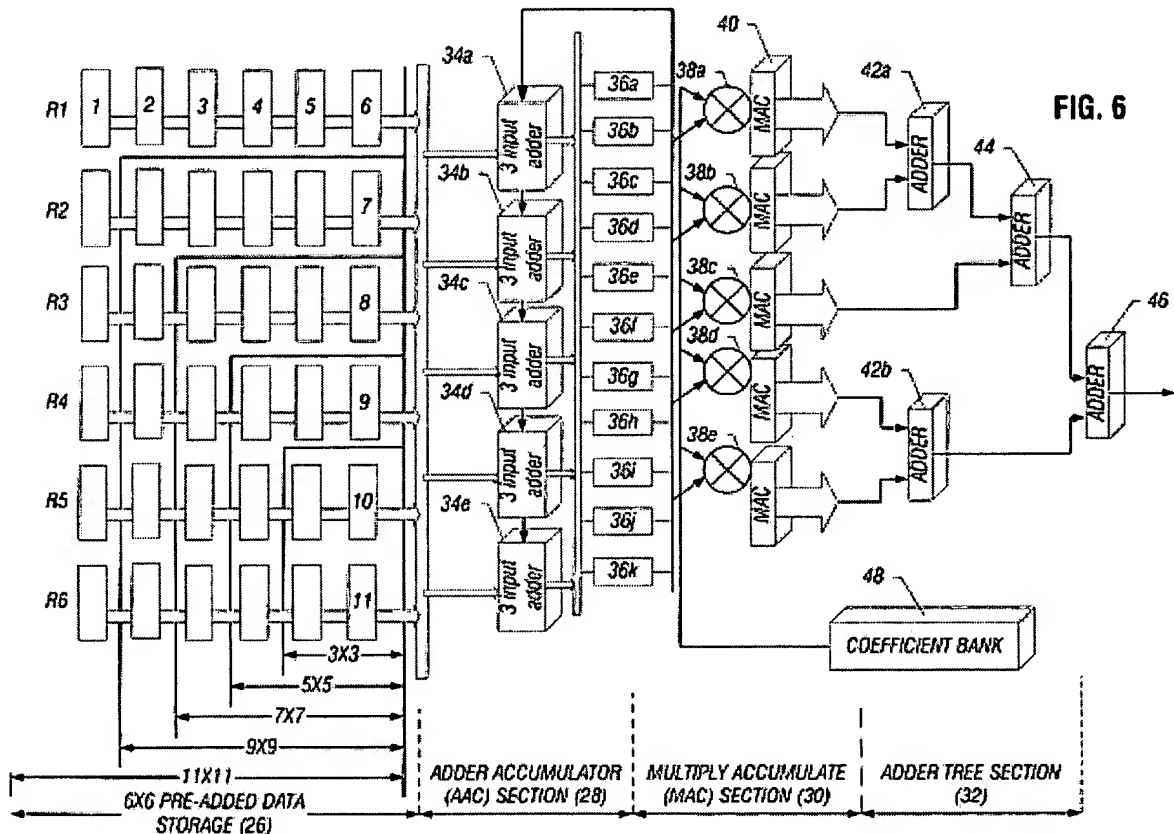 FIG. 6
R1 1 2 3 4 5 6
R2 7
R3 8
R4 9
R5 10
R6 11
3X3
5X5
7X7
9X9
11X11
6X6 PRE-ADDED DATA
STORAGE (26)
34a
3 input
adder
34b
3 input
adder
34c
3 input
adder
34d
3 input
adder
34e
3 input
adder
36a
36b
36c
36d
36e
36f
36g
36h
36i
36j
36k
38a
38b
38c
38d
38e
40
MAC
MAC
MAC
MAC
MAC
42a
ADDER
44
ADDER
42b
ADDER
46
ADDER
48
COEFFICIENT BANK
ADDER ACCUMULATOR
(AAC) SECTION (28)
MULTIPLY ACCUMULATE
(MAC) SECTION (30)
ADDER TREE SECTION
(32)